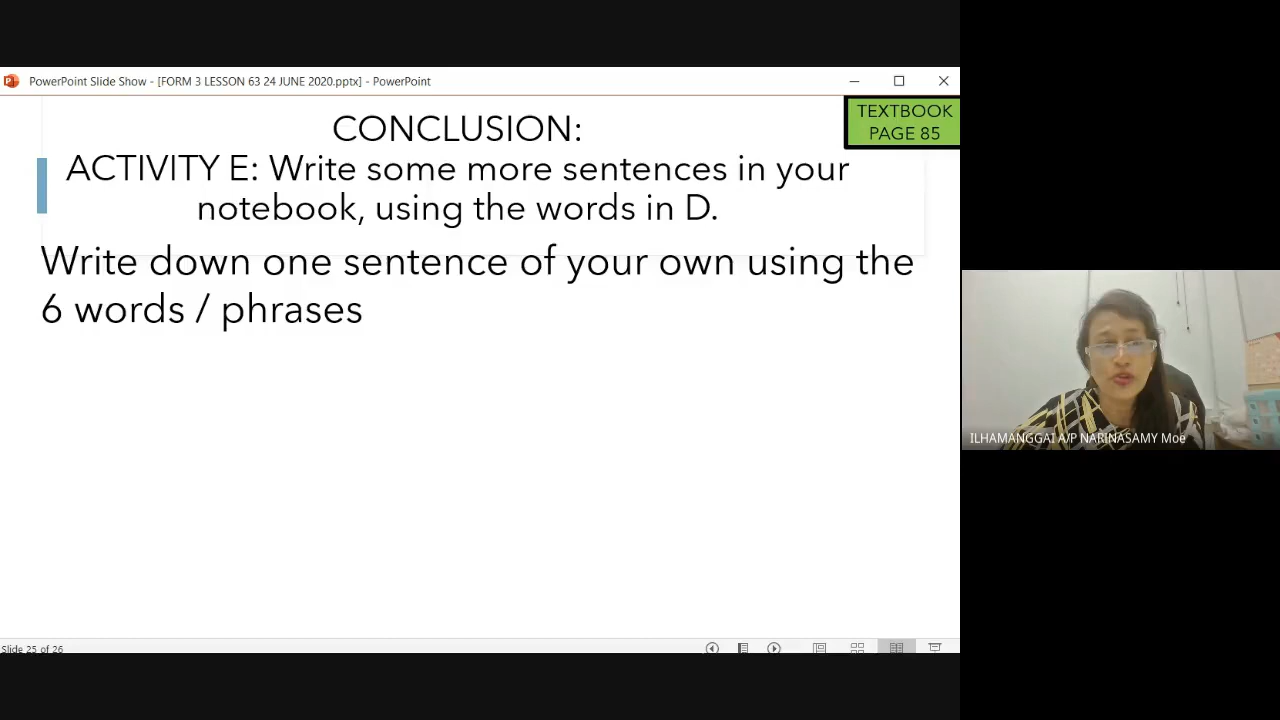 PowerPoint Slide Show - [FORM 3 LESSON 63 24 JUNE 2020.pptx] - PowerPoint
TEXTBOOK
PAGE 85
CONCLUSION:
ACTIVITY E: Write some more sentences in your
notebook, using the words in D.
Write down one sentence of your own using the
6 words / phrases
ILHAMANGGAI A/P NARINASAMY Moe
Slide 25 of 26